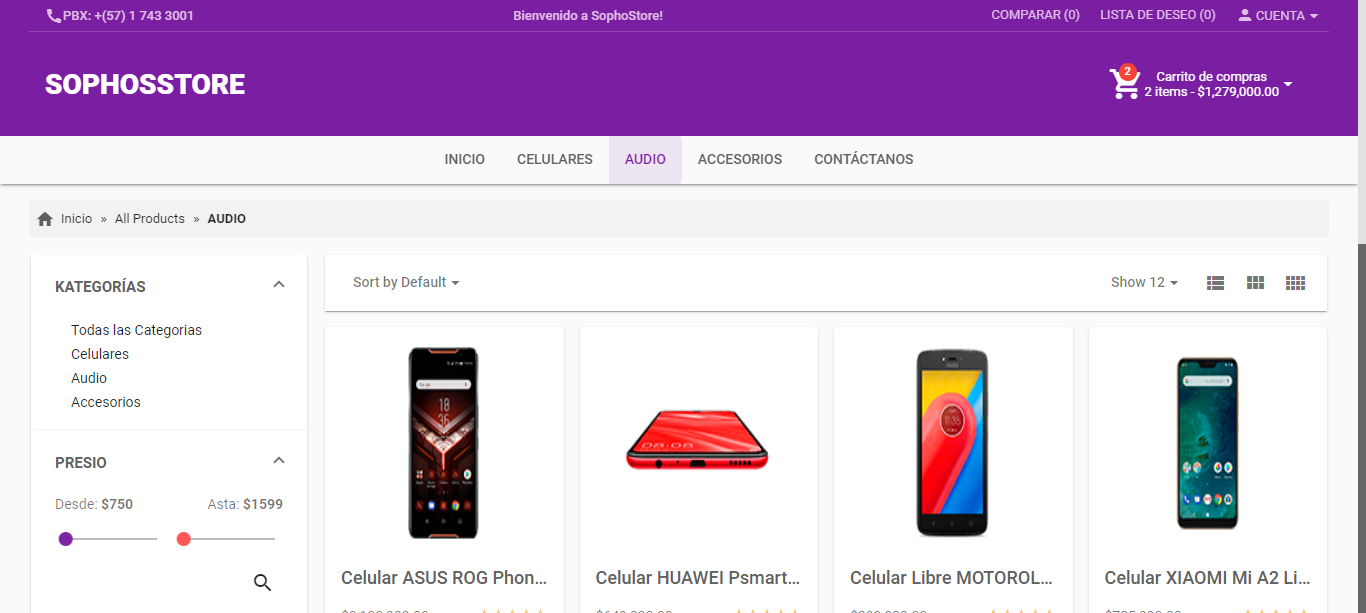 PBX: +(57) 1 743 3001
Bienvenido a SophoStore!
COMPARAR (0)
LISTA DE DESEO (0)
CUENTA
SOPHOSSTORE
2
Carrito de compras
2 items - $1,279,000.00
INICIO
CELULARES
AUDIO
ACCESORIOS
CONTÁCTANOS
Inicio » All Products » AUDIO
KATEGORÍAS
Todas las Categorias
Celulares
Audio
Accesorios
PRESIO
Desde: $750
Asta: $1599
Sort by Default
Show 12
Celular ASUS ROG Phon...
Celular HUAWEI Psmart...
Celular Libre MOTOROL...
Celular XIAOMI Mi A2 Li...